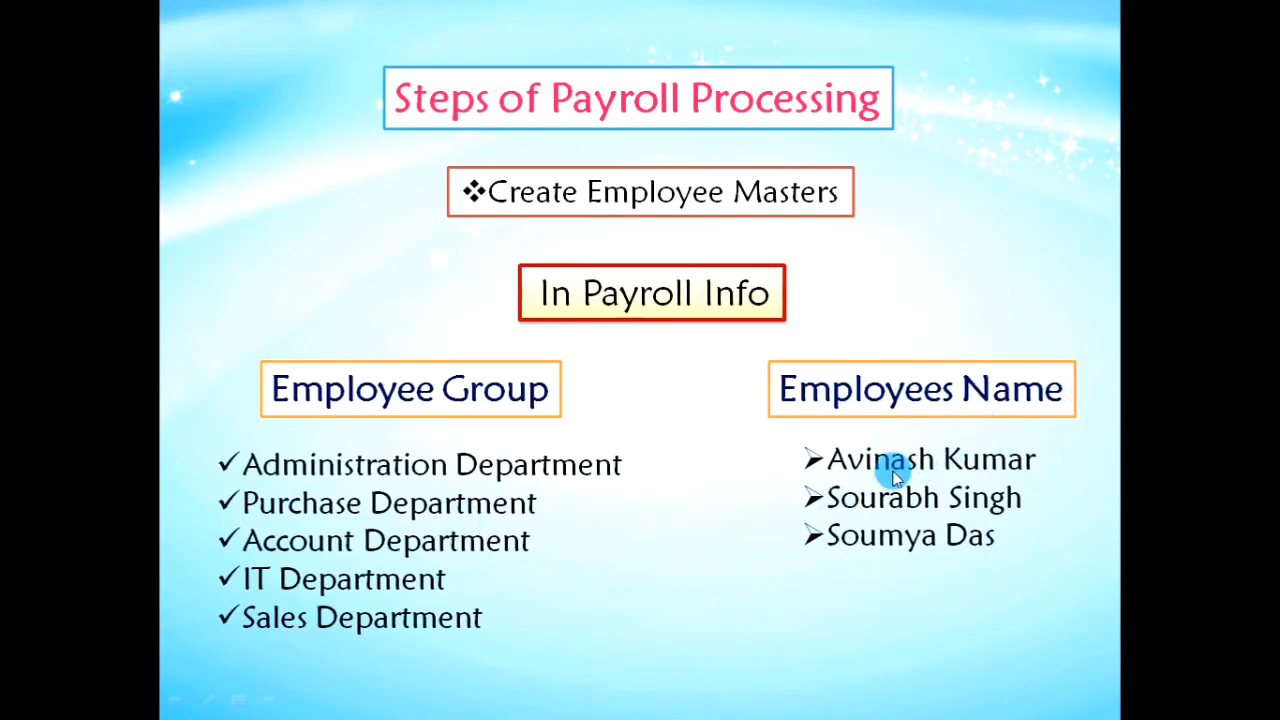 Steps of Payroll Processing
❖Create Employee Masters
In Payroll Info
Employee Group
✓Administration Department
✓Purchase Department
✓Account Department
✓IT Department
✓Sales Department
Employees Name
➢Avinash Kumar
➢Sourabh Singh
➢Soumya Das